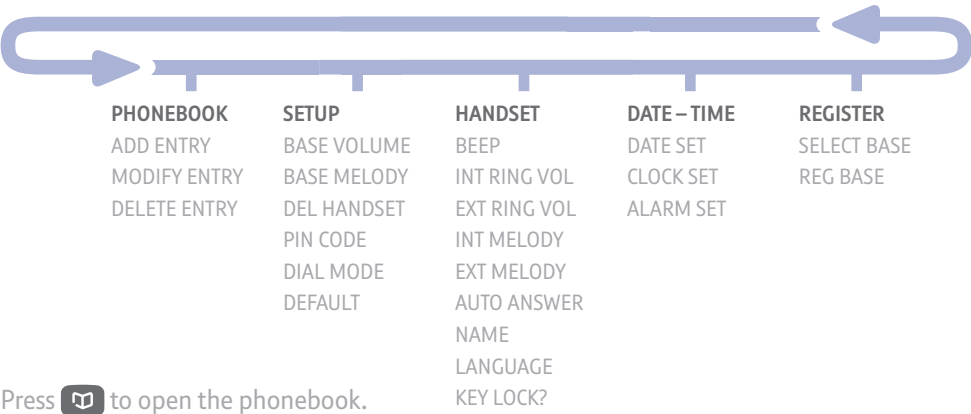 PHONEBOOK
ADD ENTRY
MODIFY ENTRY
DELETE ENTRY
SETUP
BASE VOLUME
BASE MELODY
DEL HANDSET
PIN CODE
DIAL MODE
DEFAULT
HANDSET
BEEP
INT RING VOL
EXT RING VOL
INT MELODY
EXT MELODY
AUTO ANSWER
NAME
LANGUAGE
KEY LOCK?
DATE – TIME
DATE SET
CLOCK SET
ALARM SET
REGISTER
SELECT BASE
REG BASE
Press to open the phonebook.